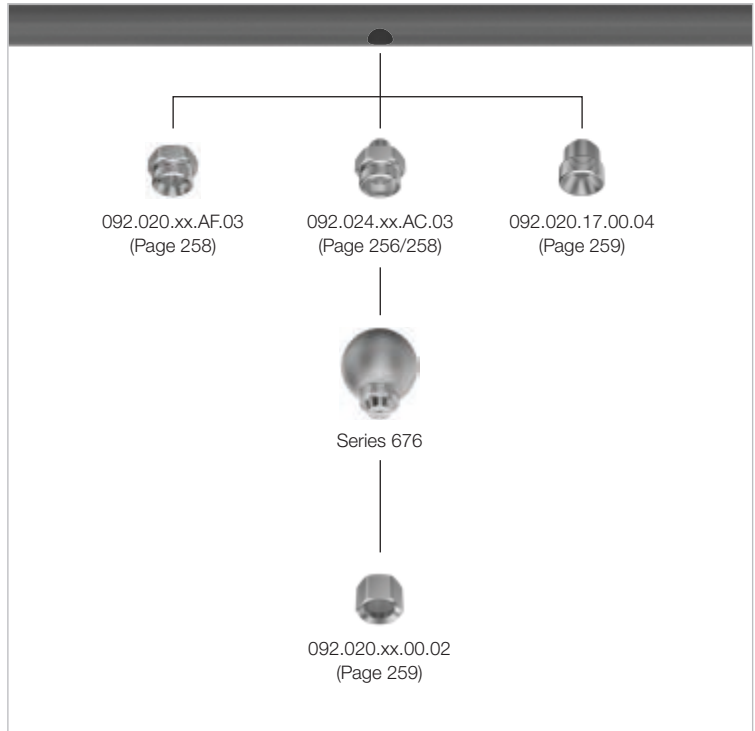 092.020.xx.AF.03
(Page 258)
092.024.xx.AC.03
(Page 256/258)
092.020.17.00.04
(Page 259)
Series 676
092.020.xx.00.02
(Page 259)